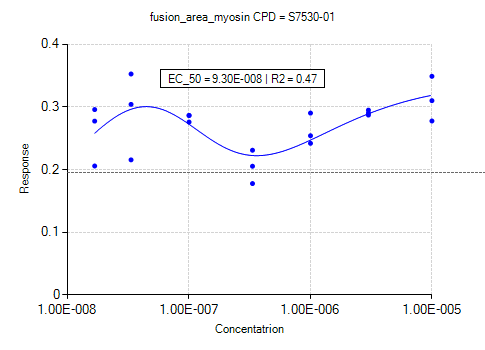 fusion_area_myosin CPD = S7530-01
0.4
EC_50 = 9.30E-008 | R2 = 0.47
0.3
Response
0.2
0.1
0
1.00E-008 1.00E-007 1.00E-006 1.00E-005
Concentatrion